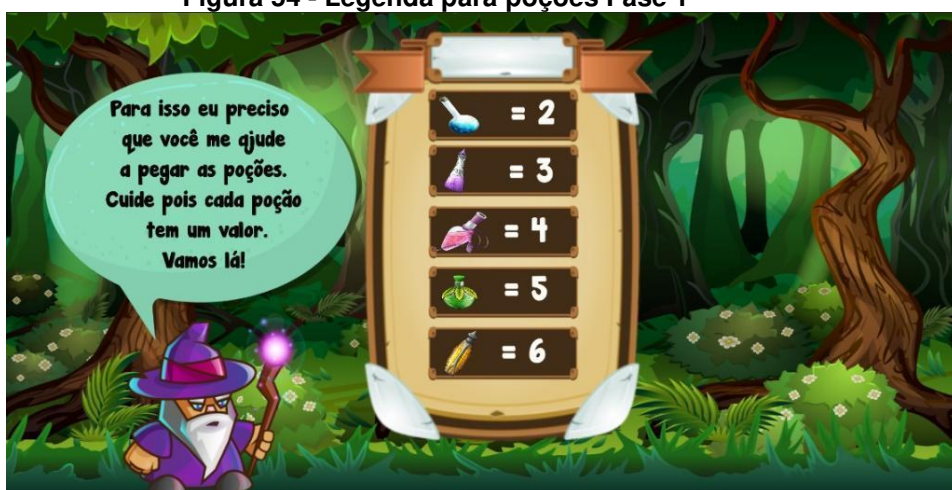 Figura 34 - Legenda para poções Fase 1
Para isso eu preciso
que você me ajude
a pegar as poções.
Cuide pois cada poção
tem um valor.
Vamos lá!
= 2
= 3
= 4
= 5
= 6